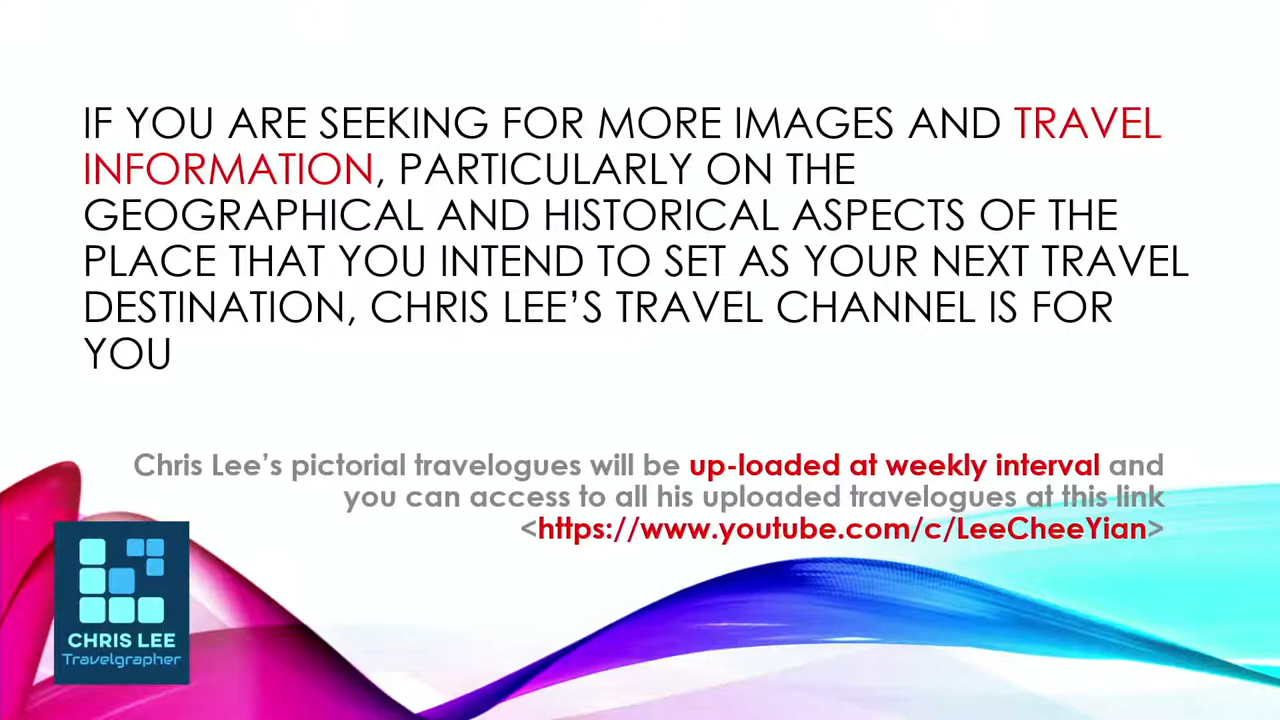 IF YOU ARE SEEKING FOR MORE IMAGES AND TRAVEL
INFORMATION, PARTICULARLY ON THE
GEOGRAPHICAL AND HISTORICAL ASPECTS OF THE
PLACE THAT YOU INTEND TO SET AS YOUR NEXT TRAVEL
DESTINATION, CHRIS LEE’S TRAVEL CHANNEL IS FOR
YOU
Chris Lee’s pictorial travelogues will be up-loaded at weekly interval and
you can access to all his uploaded travelogues at this link
<https://www.youtube.com/c/LeeCheeYian>
CHRIS LEE
Travelgrapher